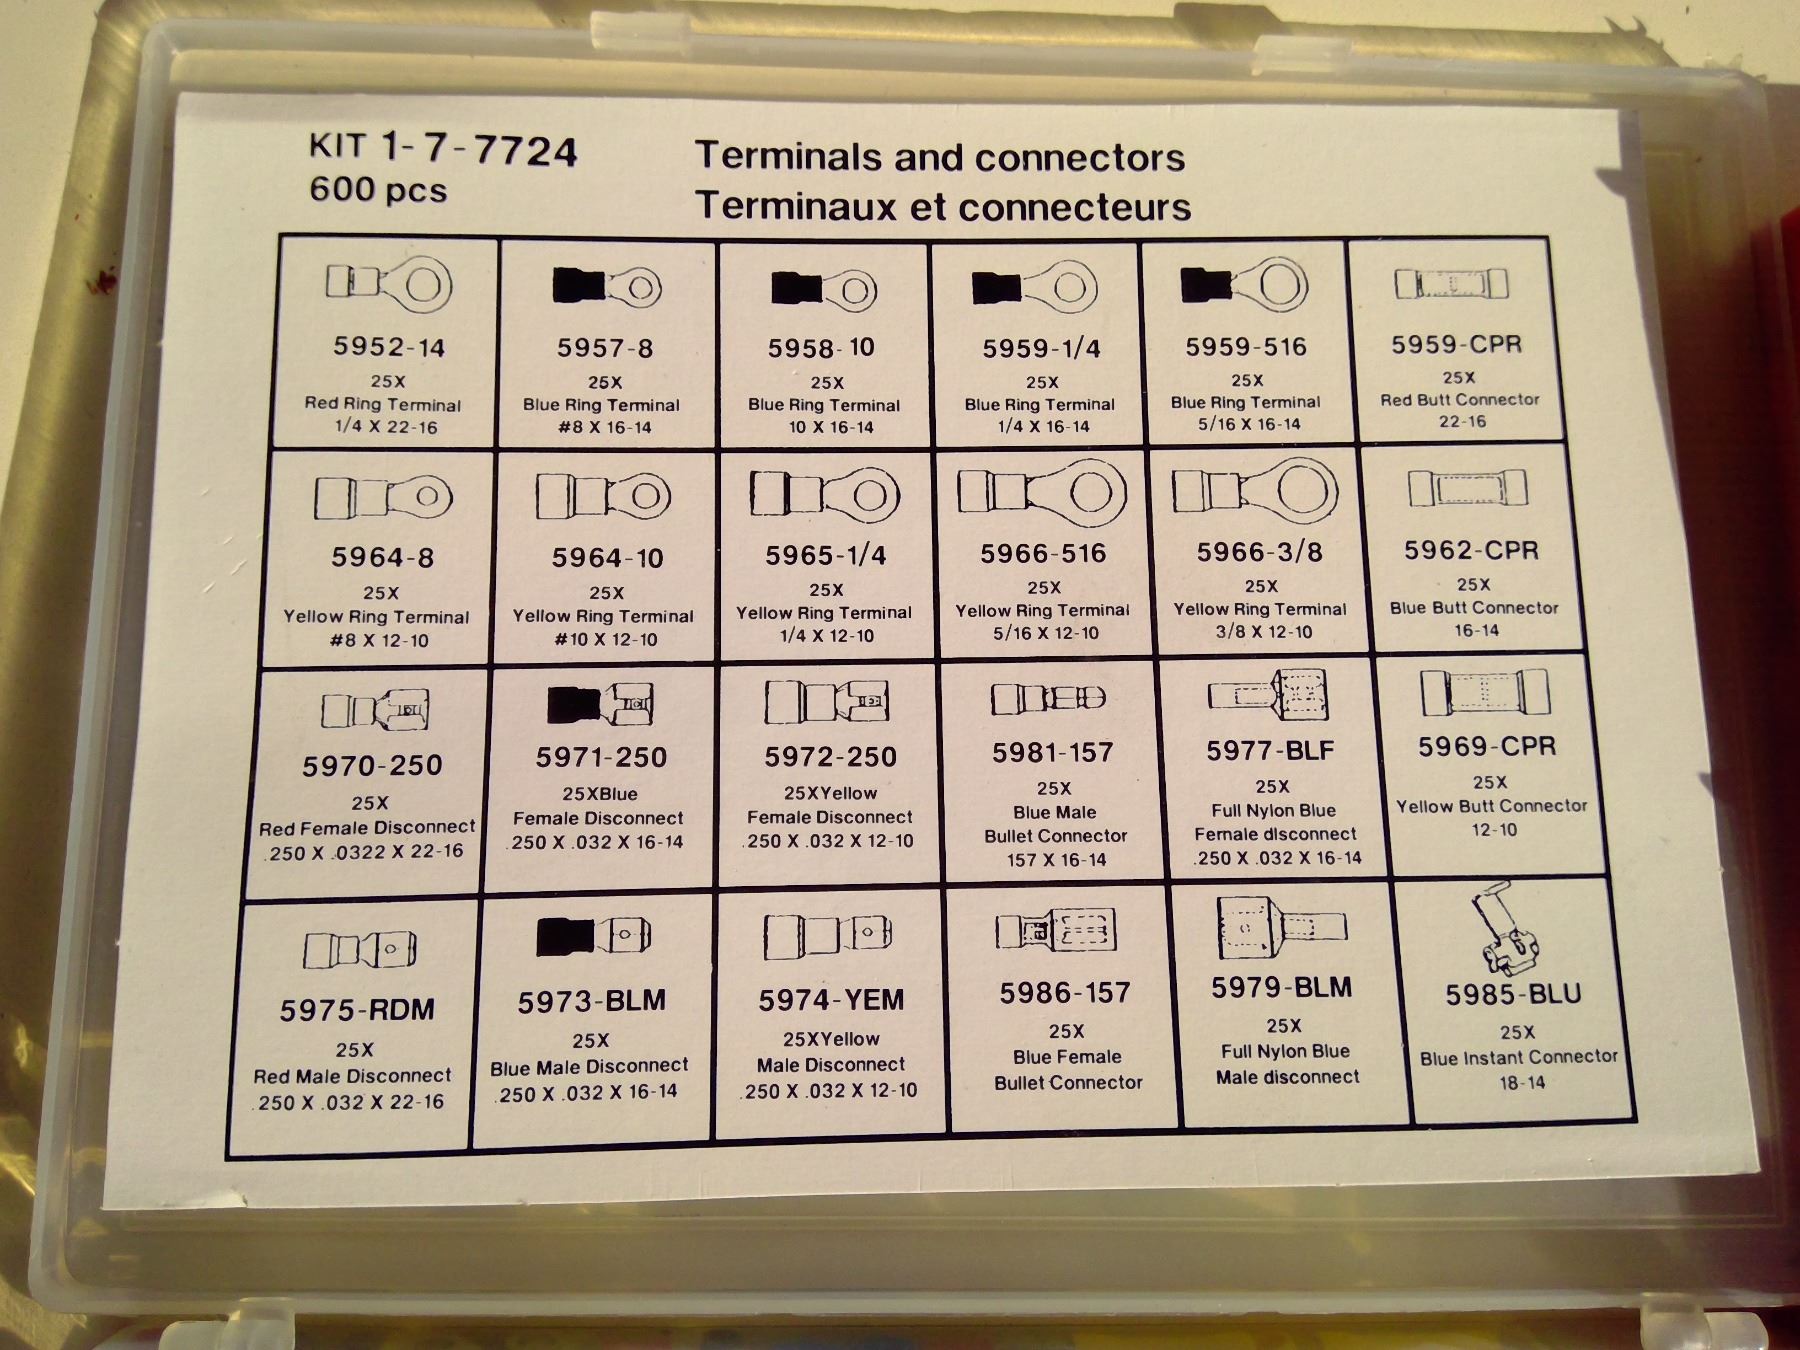 KIT 1-7-7724
600 pcs
Terminals and connectors
Terminaux et connecteurs
5952-14
25X
Red Ring Terminal
1/4 X 22-16
5957-8
25X
Blue Ring Terminal
#8 X 16-14
5958-10
25X
Blue Ring Terminal
10 X 16-14
5959-1/4
25X
Blue Ring Terminal
1/4 X 16-14
5959-516
25X
Blue Ring Terminal
5/16 X 16-14
5959-CPR
25X
Red Butt Connector
22-16
5964-8
25X
Yellow Ring Terminal
#8 X 12-10
5964-10
25X
Yellow Ring Terminal
#10 X 12-10
5965-1/4
25X
Yellow Ring Terminal
1/4 X 12-10
5966-516
25X
Yellow Ring Terminal
5/16 X 12-10
5966-3/8
25X
Yellow Ring Terminal
3/8 X 12-10
5962-CPR
25X
Blue Butt Connector
16-14
5970-250
25X
Red Female Disconnect
.250 X .0322 X 22-16
5971-250
25XBlue
Female Disconnect
.250 X .032 X 16-14
5972-250
25XYellow
Female Disconnect
.250 X .032 X 12-10
5981-157
25X
Blue Male
Bullet Connector
157 X 16-14
5977-BLF
25X
Full Nylon Blue
Female disconnect
.250 X .032 X 16-14
5969-CPR
25X
Yellow Butt Connector
12-10
5975-RDM
25X
Red Male Disconnect
.250 X .032 X 22-16
5973-BLM
25X
Blue Male Disconnect
.250 X .032 X 16-14
5974-YEM
25XYellow
Male Disconnect
.250 X .032 X 12-10
5986-157
25X
Blue Female
Bullet Connector
5979-BLM
25X
Full Nylon Blue
Male disconnect
5985-BLU
25X
Blue Instant Connector
18-14